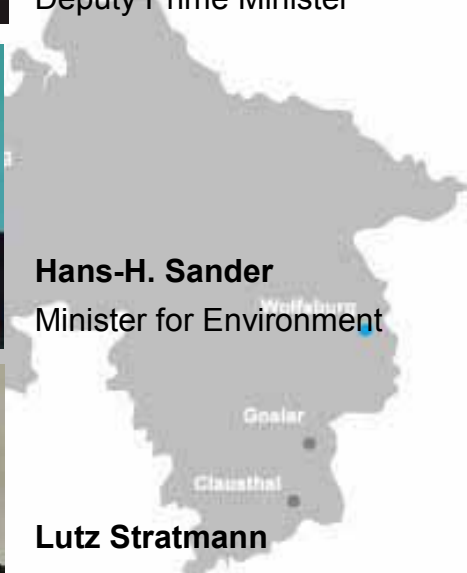 Deputy Prime Minister
Hans-H. Sander
Wolfsburg
Minister for Environment
Goslar
Clausthal
Lutz Stratmann